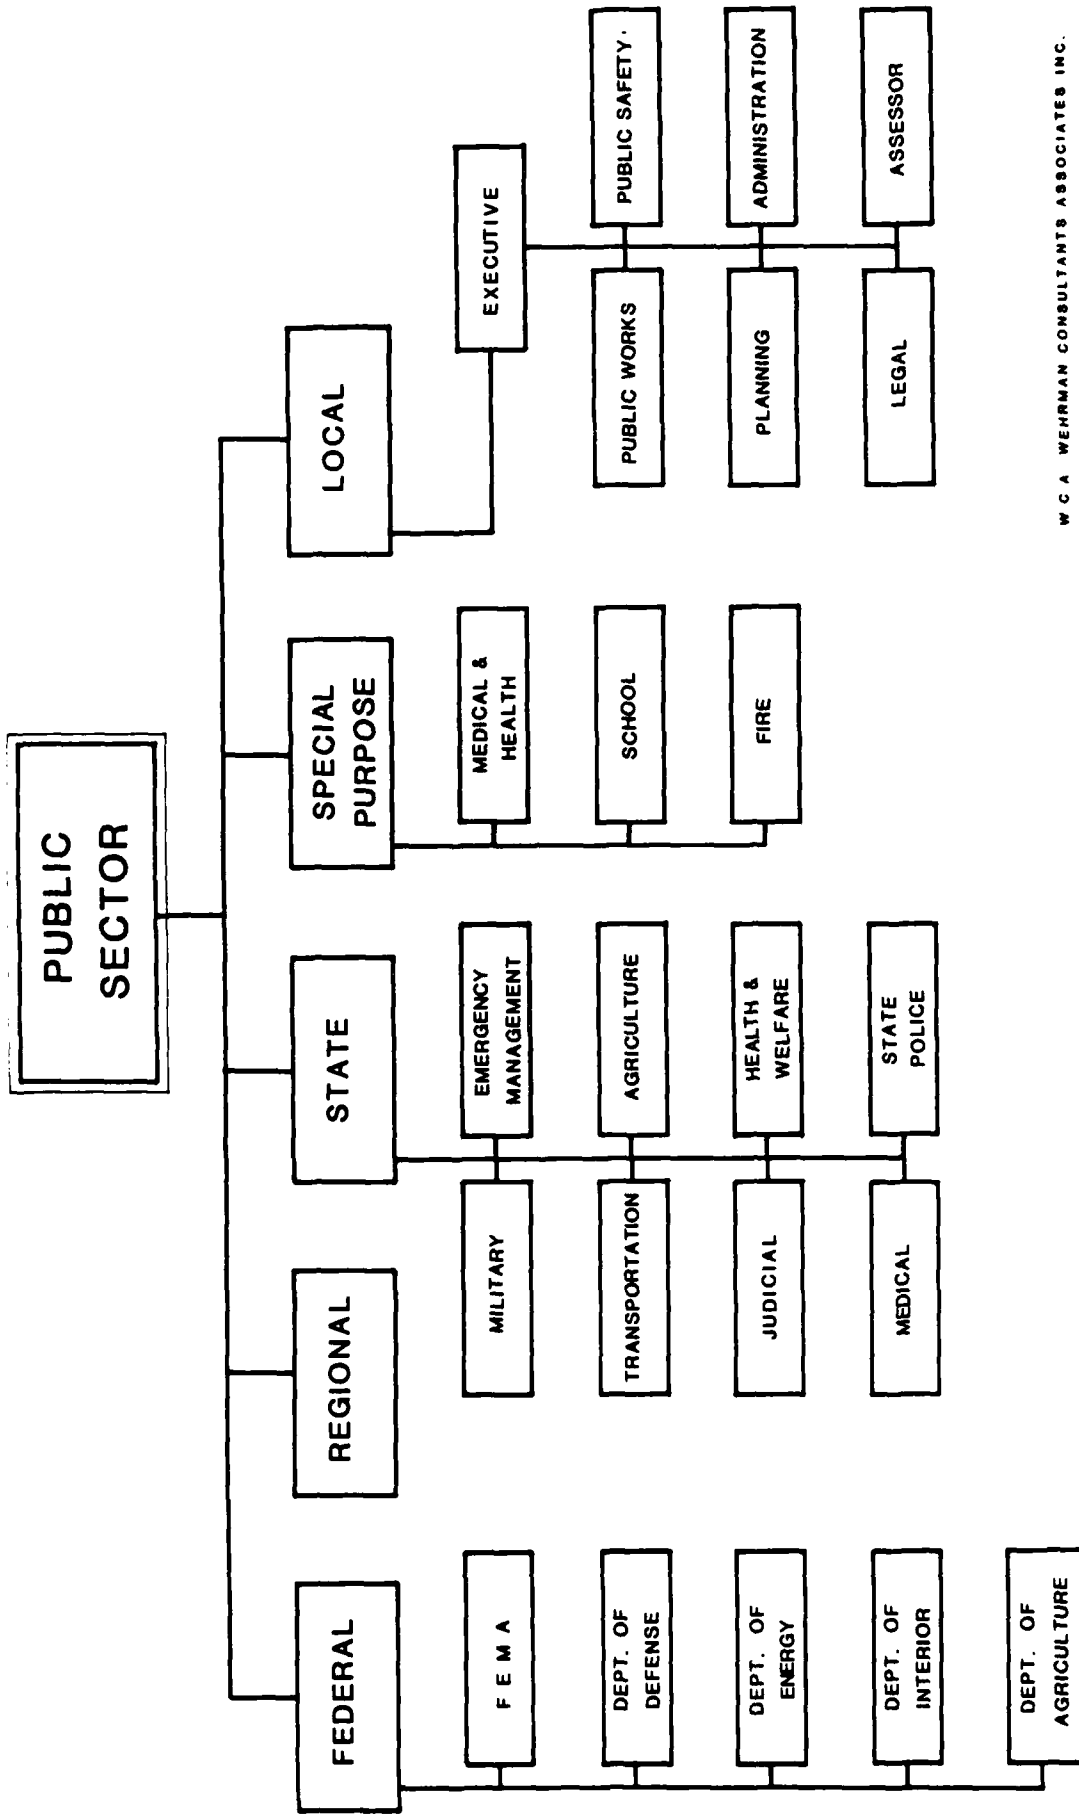 PUBLIC
SECTOR
FEDERAL
REGIONAL
STATE
SPECIAL
PURPOSE
LOCAL
F E M A
DEPT. OF
DEFENSE
DEPT. OF
ENERGY
DEPT. OF
INTERIOR
DEPT. OF
AGRICULTURE
MILITARY
EMERGENCY
MANAGEMENT
TRANSPORTATION
AGRICULTURE
JUDICIAL
HEALTH &
WELFARE
MEDICAL
STATE
POLICE
MEDICAL &
HEALTH
SCHOOL
FIRE
EXECUTIVE
PUBLIC WORKS
PUBLIC SAFETY
PLANNING
ADMINISTRATION
LEGAL
ASSESSOR
W C A WEHRMAN CONSULTANTS ASSOCIATES INC.